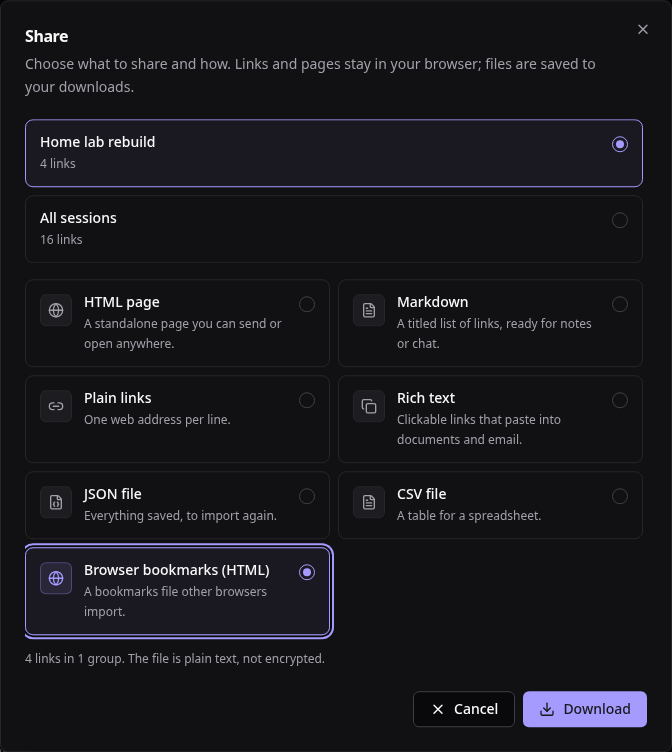 Share
Choose what to share and how. Links and pages stay in your browser; files are saved to
your downloads.
Home lab rebuild
4 links
All sessions
16 links
HTML page
A standalone page you can send or
open anywhere.
Markdown
A titled list of links, ready for notes
or chat.
Plain links
One web address per line.
Rich text
Clickable links that paste into
documents and email.
JSON file
Everything saved, to import again.
CSV file
A table for a spreadsheet.
Browser bookmarks (HTML)
A bookmarks file other browsers
import.
4 links in 1 group. The file is plain text, not encrypted.
Cancel
Download